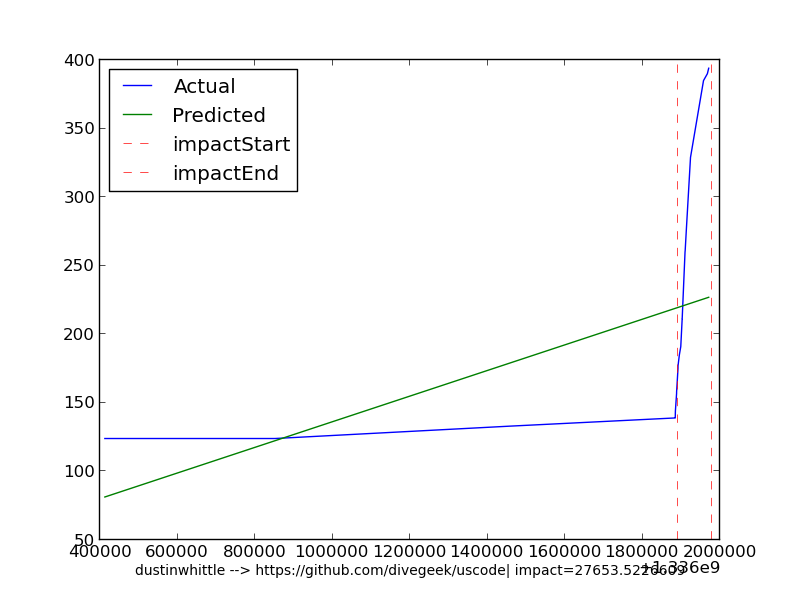 400
350
300
250
200
150
100
50
Actual
Predicted
impactStart
impactEnd
400000 600000 800000 1000000 1200000 1400000 1600000 1800000 2000000
+1.336e9
dustinwhittle --> https://github.com/divegeek/uscode| impact=27653.5226609